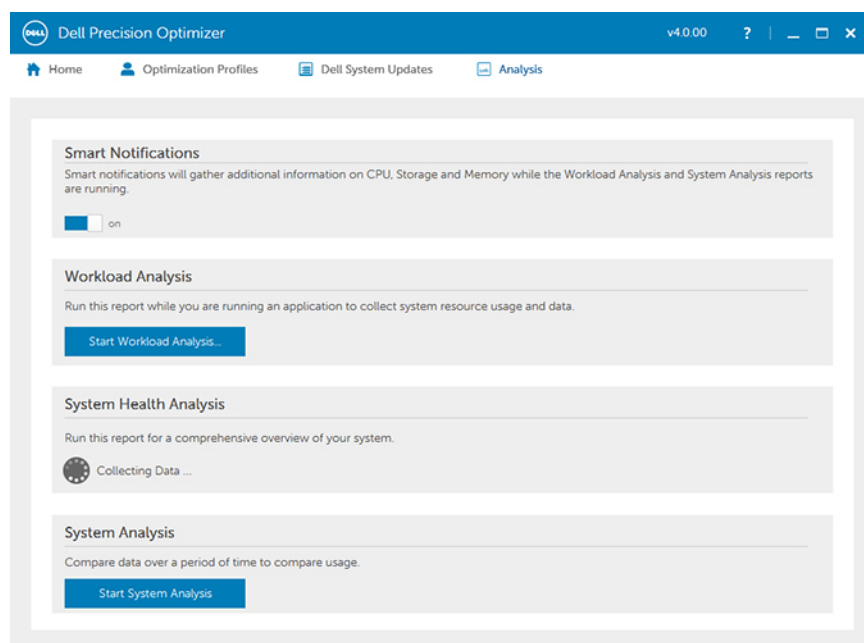 DELL Dell Precision Optimizer v4.0.00 ?
Home Optimization Profiles Dell System Updates Analysis
Smart Notifications
Smart notifications will gather additional information on CPU, Storage and Memory while the Workload Analysis and System Analysis reports
are running.
on
Workload Analysis
Run this report while you are running an application to collect system resource usage and data.
Start Workload Analysis...
System Health Analysis
Run this report for a comprehensive overview of your system.
Collecting Data ...
System Analysis
Compare data over a period of time to compare usage.
Start System Analysis